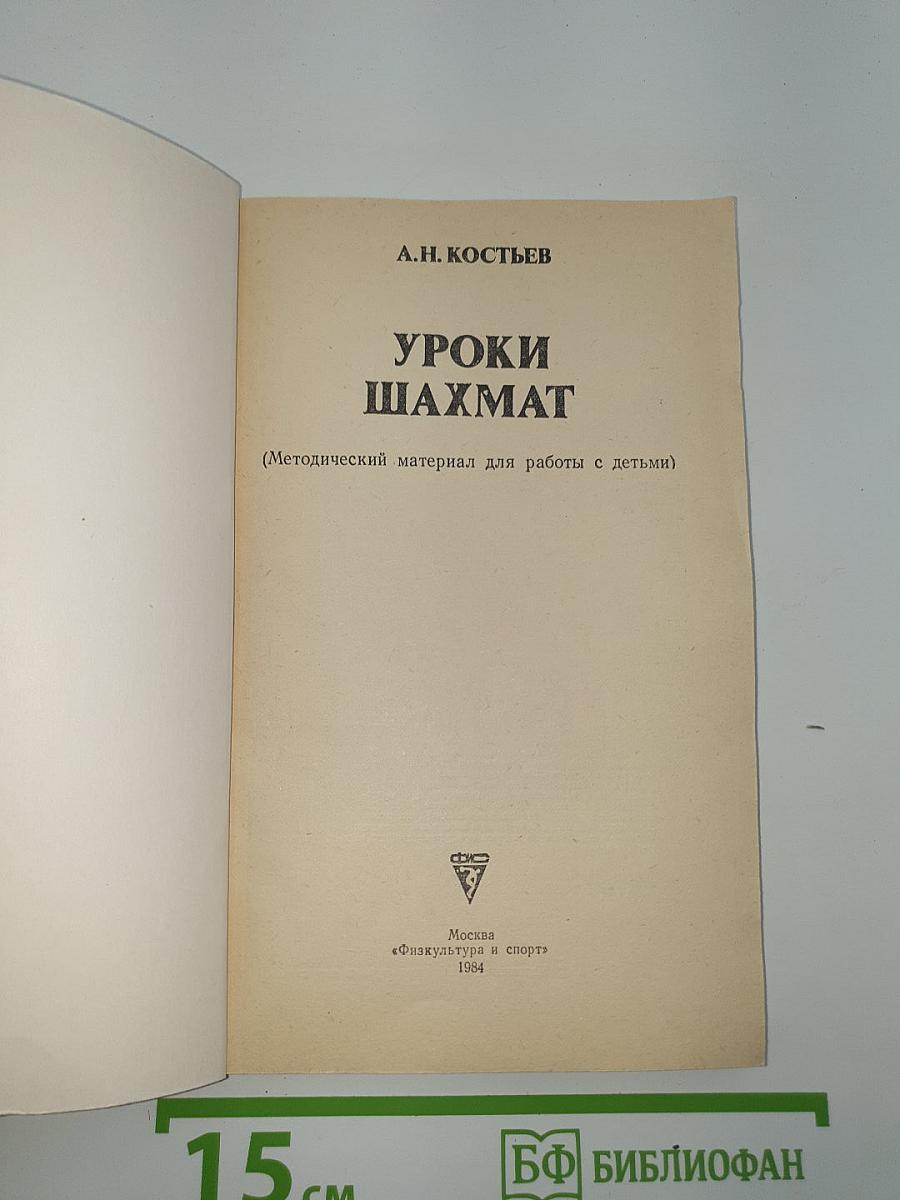 А.Н. КОСТЬЕВ
УРОКИ
ШАХМАТ
(Методический материал для работы с детьми)
ФИС
Москва
«Физкультура и спорт»
1984
15 см
БФ БИБЛИОФАН